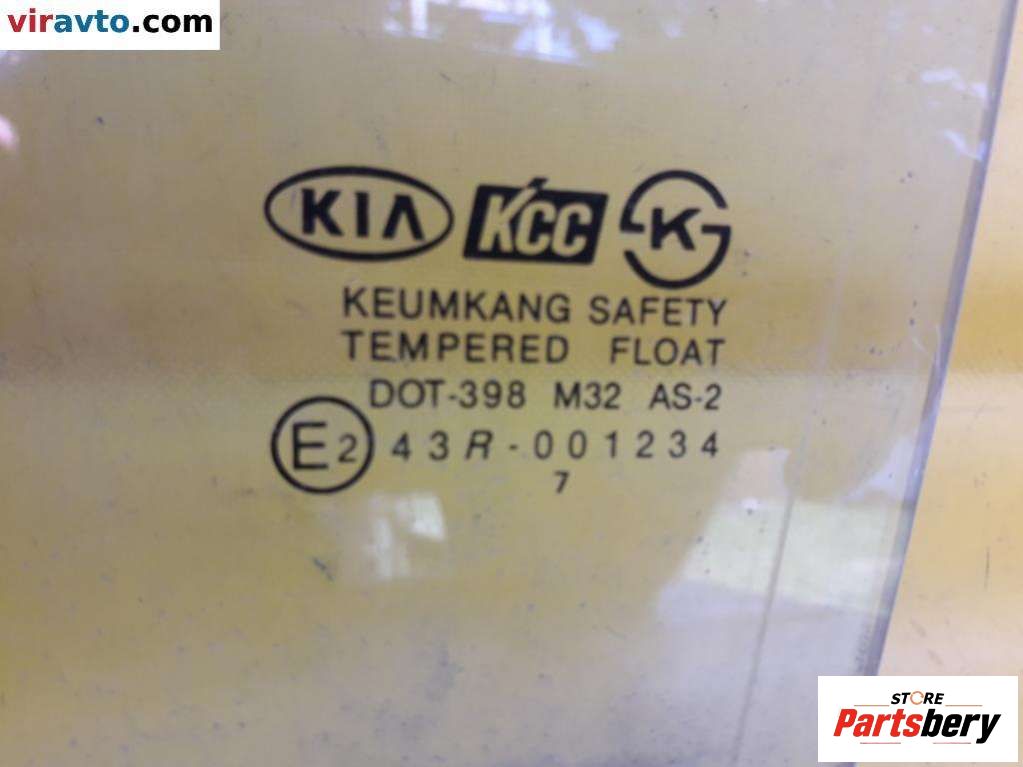 viravto.com
KIA KCC K
KEUMKANG SAFETY
TEMPERED FLOAT
DOT-398 M32 AS-2
E2 43R-001234
7
STORE
Partsbery